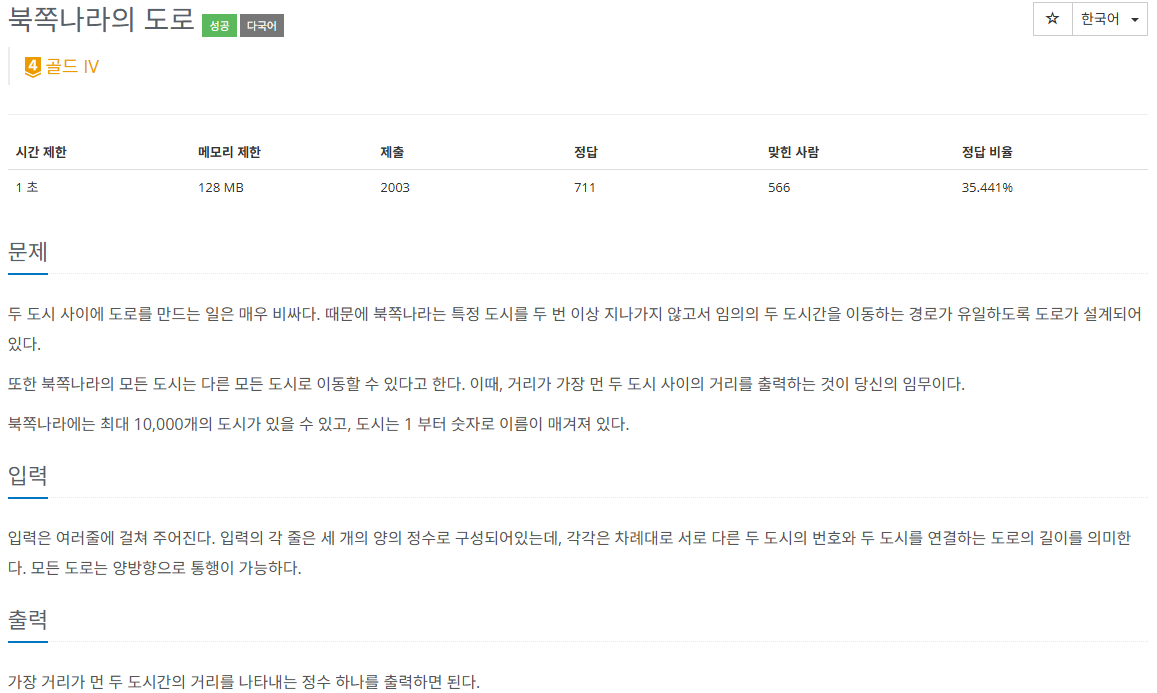 북쪽나라의 도로 성공 다국어
☆ 한국어
4 골드 IV
시간 제한 메모리 제한 제출 정답 맞힌 사람 정답 비율
1 초 128 MB 2003 711 566 35.441%
문제
두 도시 사이에 도로를 만드는 일은 매우 비싸다. 때문에 북쪽나라는 특정 도시를 두 번 이상 지나가지 않고서 임의의 두 도시간을 이동하는 경로가 유일하도록 도로가 설계되어
있다.
또한 북쪽나라의 모든 도시는 다른 모든 도시로 이동할 수 있다고 한다. 이때, 거리가 가장 먼 두 도시 사이의 거리를 출력하는 것이 당신의 임무이다.
북쪽나라에는 최대 10,000개의 도시가 있을 수 있고, 도시는 1 부터 숫자로 이름이 매겨져 있다.
입력
입력은 여러줄에 걸쳐 주어진다. 입력의 각 줄은 세 개의 양의 정수로 구성되어있는데, 각각은 차례대로 서로 다른 두 도시의 번호와 두 도시를 연결하는 도로의 길이를 의미한
다. 모든 도로는 양방향으로 통행이 가능하다.
출력
가장 거리가 먼 두 도시간의 거리를 나타내는 정수 하나를 출력하면 된다.